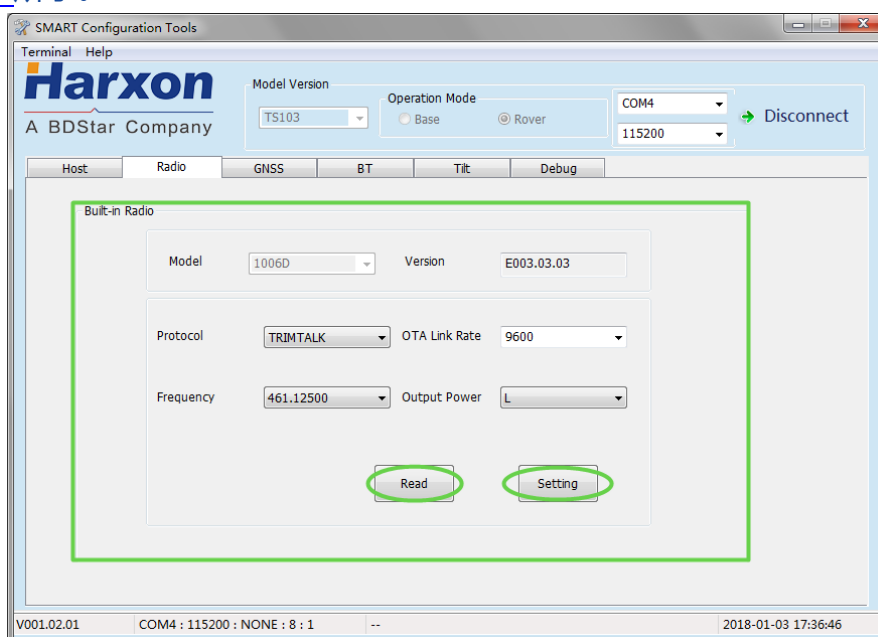 SMART Configuration Tools
Terminal Help
Harxon
A BDStar Company
Model Version
TS103
Operation Mode
Base
Rover
COM4
115200
Disconnect
Host Radio GNSS BT Tilt Debug
Built-in Radio
Model 1006D Version E003.03.03
Protocol TRIMTALK OTA Link Rate 9600
Frequency 461.12500 Output Power L
Read Setting
V001.02.01 COM4 : 115200 : NONE : 8 : 1 -- 2018-01-03 17:36:46